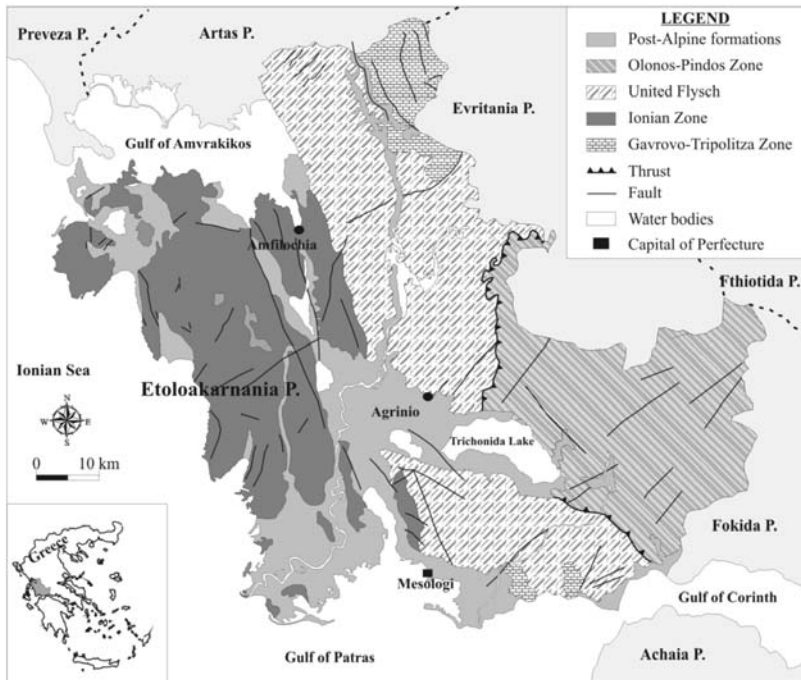 Preveza P.
Artas P.
Evritania P.
Gulf of Amvrakikos
Amfilochia
Fthiotida P.
Ionian Sea
Etoloakarnania P.
Agrinio
Trichonida Lake
N
W E
S
0 10 km
Fokida P.
Mesologi
Gulf of Corinth
Gulf of Patras
Achaia P.
Greece
LEGEND
Post-Alpine formations
Olonos-Pindos Zone
United Flysch
Ionian Zone
Gavrovo-Tripolitza Zone
Thrust
Fault
Water bodies
Capital of Perfecture